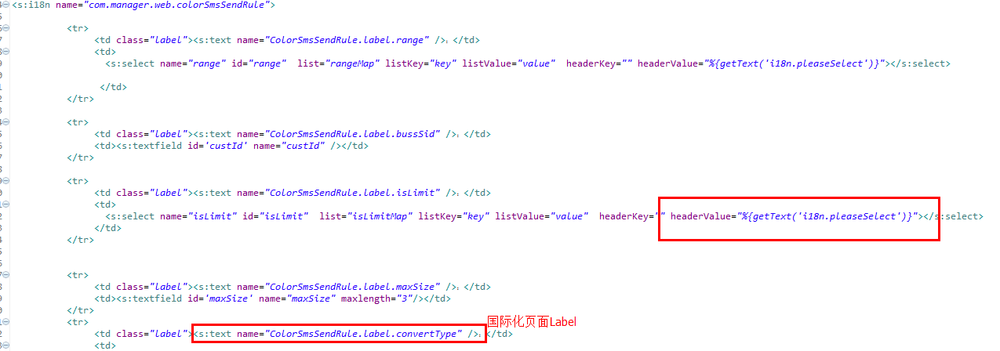 <s:i18n name="com.manager.web.colorSmsSendRule">
<tr>
<td class="label"><s:text name="ColorSmsSendRule.label.range" />：</td>
<td>
<s:select name="range" id="range"  list="rangeMap" listKey="key" listValue="value"  headerKey="" headerValue="%{getText('i18n.pleaseSelect')}"></s:select>
</td>
</tr>
<tr>
<td class="label"><s:text name="ColorSmsSendRule.label.bussSid" />：</td>
<td><s:textfield id='custId' name="custId" /></td>
</tr>
<tr>
<td class="label"><s:text name="ColorSmsSendRule.label.isLimit" />：</td>
<td>
<s:select name="isLimit" id="isLimit"  list="isLimitMap" listKey="key" listValue="value"  headerKey="" headerValue="%{getText('i18n.pleaseSelect')}"></s:select>
</td>
</tr>
<tr>
<td class="label"><s:text name="ColorSmsSendRule.label.maxSize" />：</td>
<td><s:textfield id='maxSize' name="maxSize" maxlength="3"/></td>
</tr>
<tr>
国际化页面Label
<td class="label"><s:text name="ColorSmsSendRule.label.convertType" />：</td>
<td>